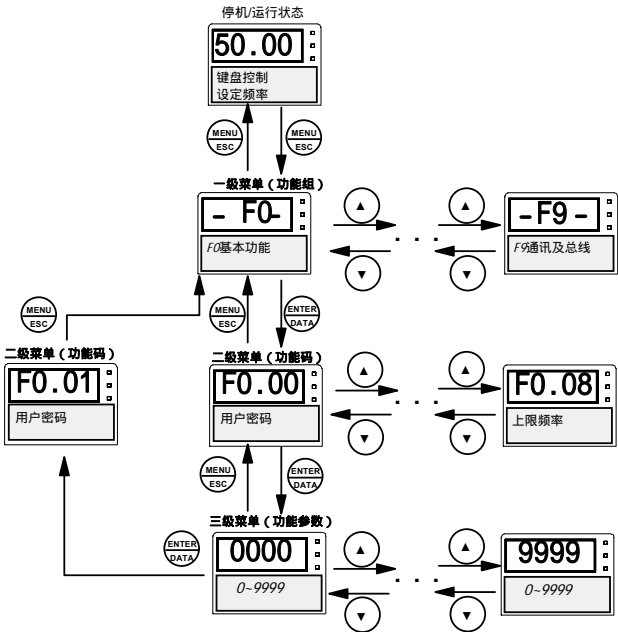 停机/运行状态
50.00
键盘控制
设定频率
MENU
ESC
MENU
ESC
一级菜单（功能组）
- F0-
F0基本功能
▲
▼
...
▲
▼
-F9 -
F9通讯及总线
MENU
ESC
MENU
ESC
ENTER
DATA
二级菜单（功能码）
F0.01
用户密码
二级菜单（功能码）
F0.00
用户密码
▲
▼
...
▲
▼
F0.08
上限频率
MENU
ESC
ENTER
DATA
三级菜单（功能参数）
ENTER
DATA
0000
0~9999
▲
▼
...
▲
▼
9999
0~9999